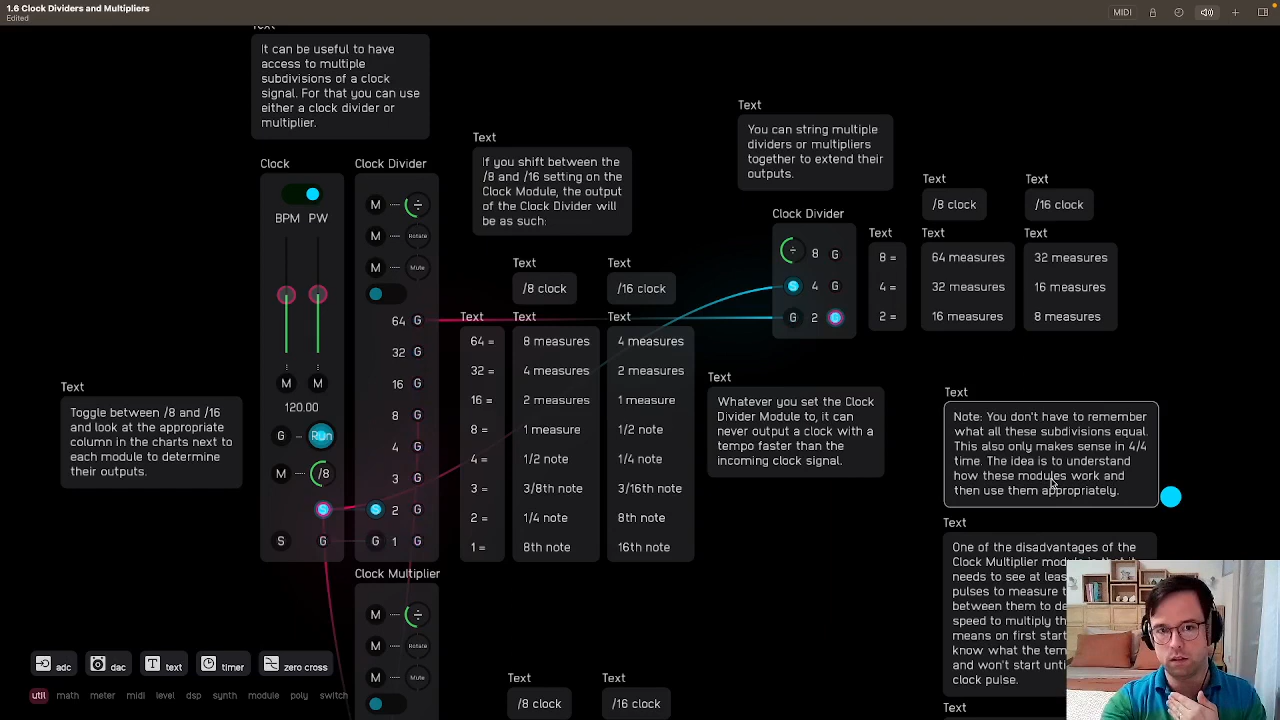 1.6 Clock Dividers and Multipliers
Edited
MIDI
Text
It can be useful to have
access to multiple
subdivisions of a clock
signal. For that you can use
either a clock divider or
multiplier.
Text
If you shift between the
/8 and /16 setting on the
Clock Module, the output
of the Clock Divider will
be as such:
Text
You can string multiple
dividers or multipliers
together to extend their
outputs.
Clock
BPM PW
M M
120.00
G Run
M /8
S
S G
Clock Divider
M ÷
M Rotate
M Mute
64 G
32 G
16 G
8 G
4 G
3 G
S 2 G
G 1 G
Text
/8 clock
Text
/16 clock
Text
64 =
32 =
16 =
8 =
4 =
3 =
2 =
1 =
Text
8 measures
4 measures
2 measures
1 measure
1/2 note
3/8th note
1/4 note
8th note
Text
4 measures
2 measures
1 measure
1/2 note
1/4 note
3/16th note
8th note
16th note
Clock Divider
÷ 8 G
S 4 G
G 2 G
Text
/8 clock
Text
/16 clock
Text
8 =
4 =
2 =
Text
64 measures
32 measures
16 measures
Text
32 measures
16 measures
8 measures
Text
Toggle between /8 and /16
and look at the appropriate
column in the charts next to
each module to determine
their outputs.
Text
Whatever you set the Clock
Divider Module to, it can
never output a clock with a
tempo faster than the
incoming clock signal.
Text
Note: You don't have to remember
what all these subdivisions equal.
This also only makes sense in 4/4
time. The idea is to understand
how these modules work and
then use them appropriately.
Text
One of the disadvantages of the
Clock Multiplier
needs to see at least
pulses to measure
between them to
speed to multiply
means on first
know what the
and won't start
clock pulse.
Text
Clock Multiplier
M ÷
M Rotate
M Mute
Text
/8 clock
Text
/16 clock
adc
dac
text
timer
zero cross
util math meter midi level dsp synth module poly switch